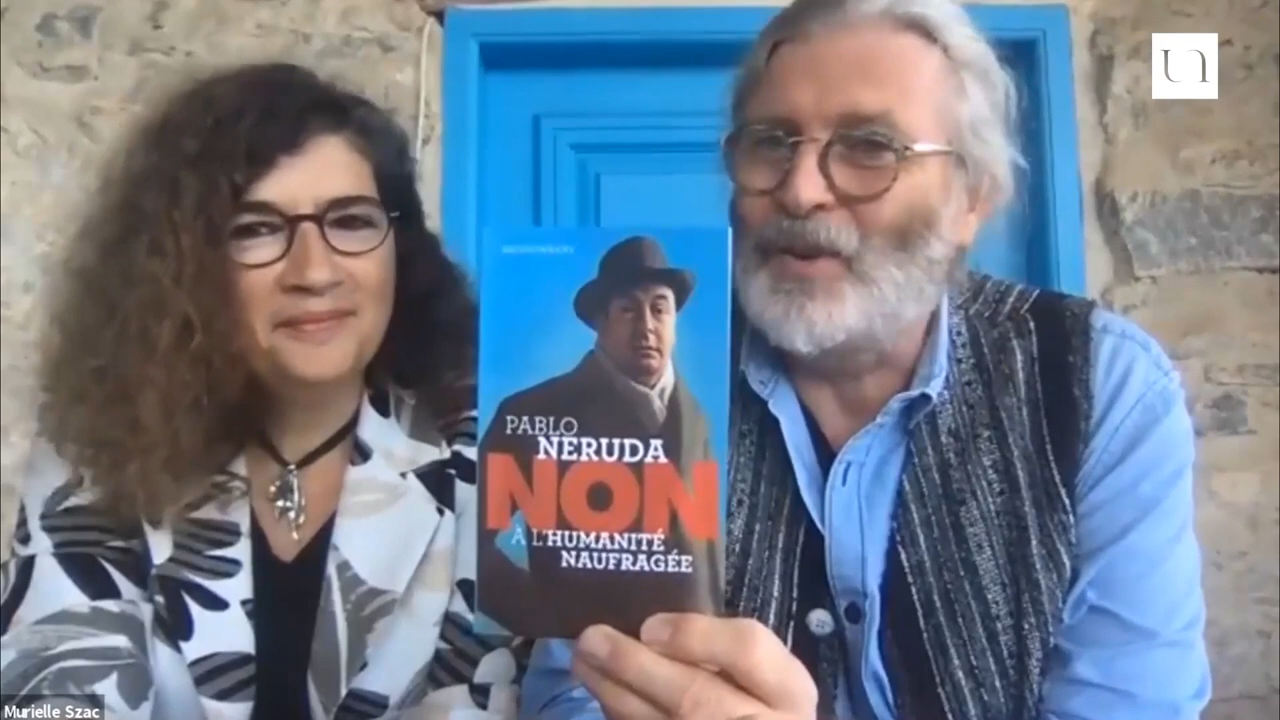 PABLO
NERUDA
NON
À L'HUMANITÉ
NAUFRAGÉE
Murielle Szac